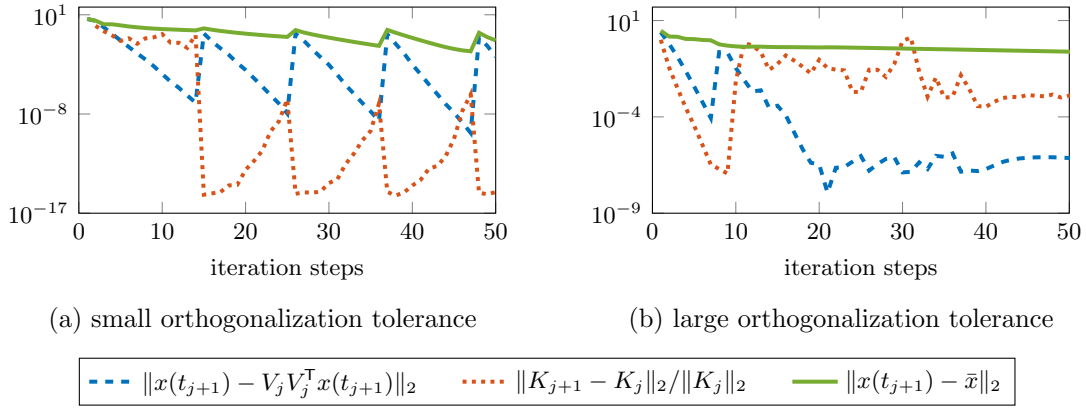 10^1
10^−8
10^−17
0 10 20 30 40 50
iteration steps
(a) small orthogonalization tolerance
10^1
10^−4
10^−9
0 10 20 30 40 50
iteration steps
(b) large orthogonalization tolerance
‖x(t_{j+1}) − V_jV_j^𝖳x(t_{j+1})‖_2 ‖K_{j+1} − K_j‖_2/‖K_j‖_2 ‖x(t_{j+1}) − x̄‖_2